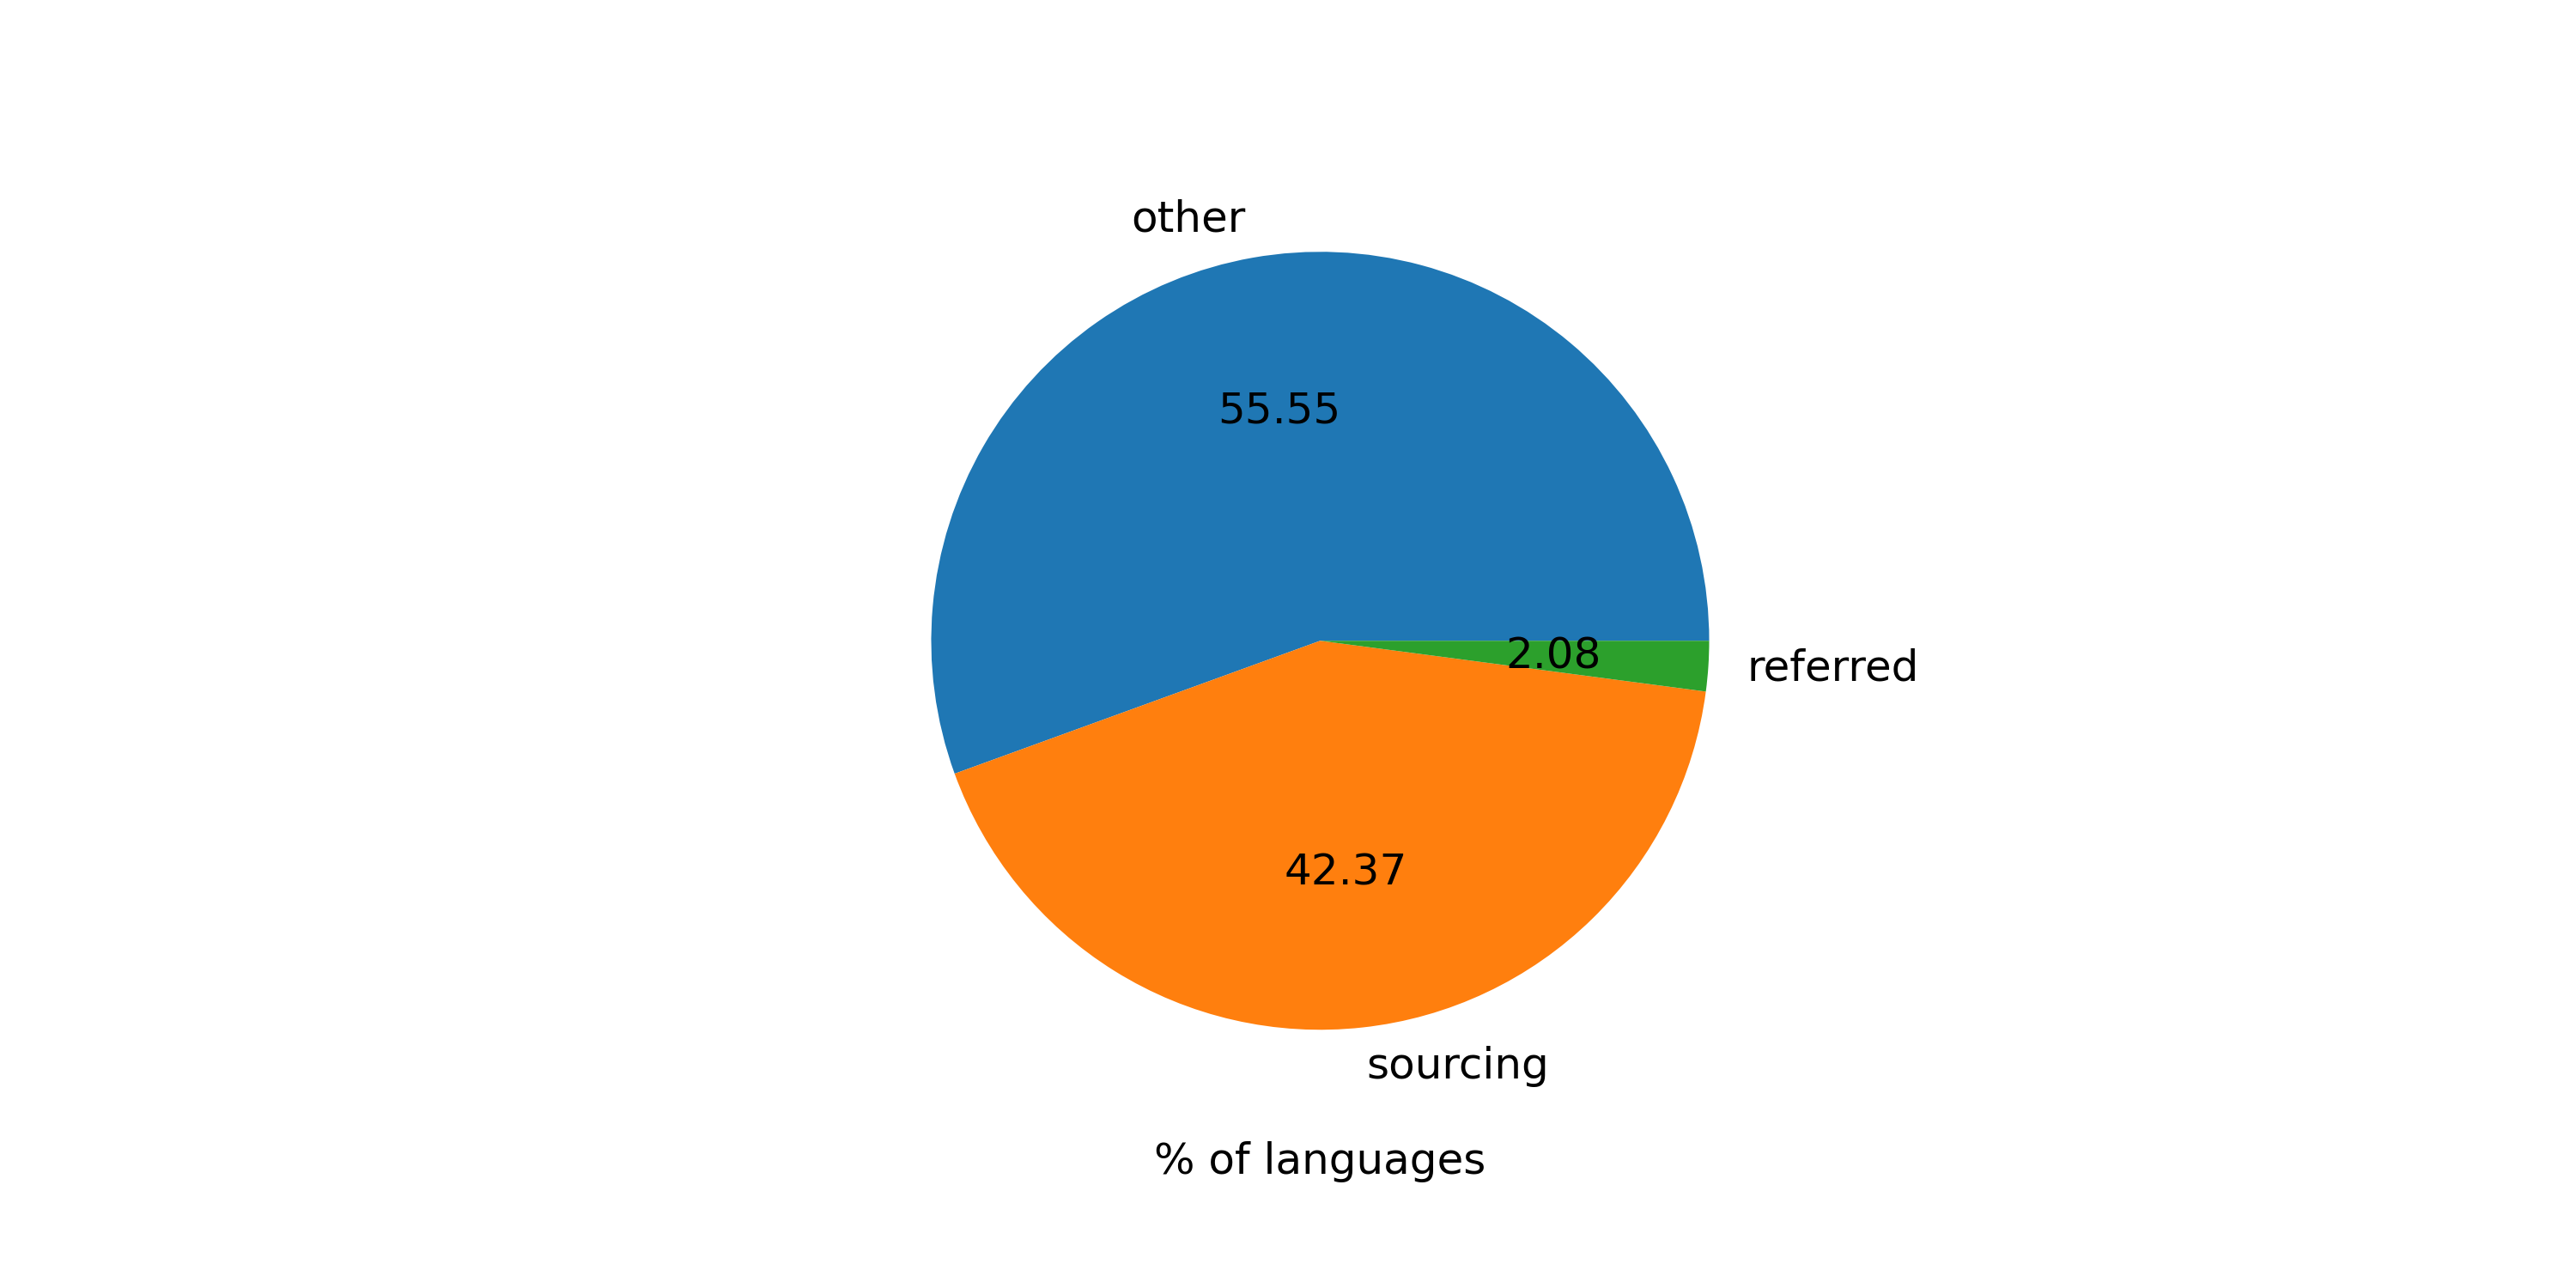 other
55.55
2.08
referred
42.37
sourcing
% of languages